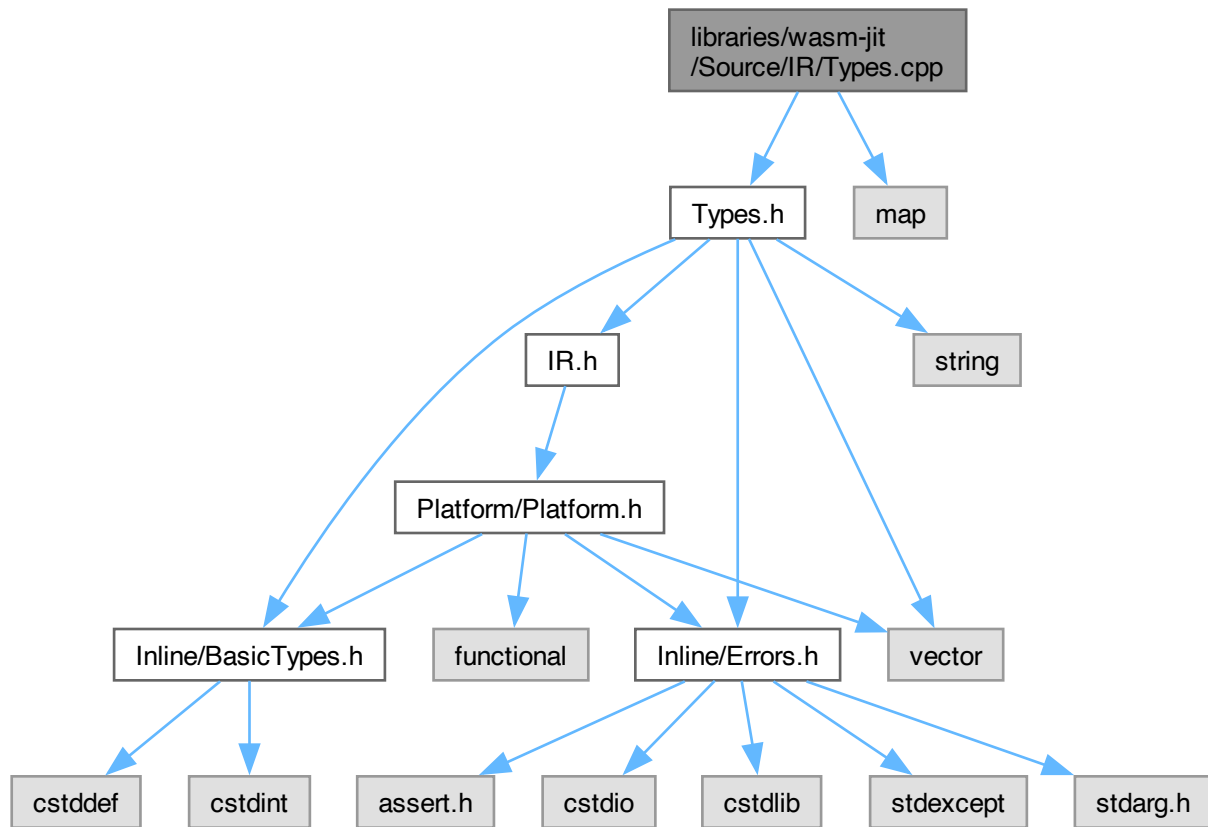 libraries/wasm-jit
/Source/IR/Types.cpp
Types.h
map
IR.h
string
Platform/Platform.h
Inline/BasicTypes.h
functional
Inline/Errors.h
vector
cstddef
cstdint
assert.h
cstdio
cstdlib
stdexcept
stdarg.h